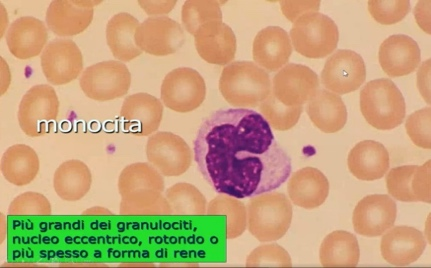 monocita
Più grandi dei granulociti,
nucleo eccentrico, rotondo o
più spesso a forma di rene